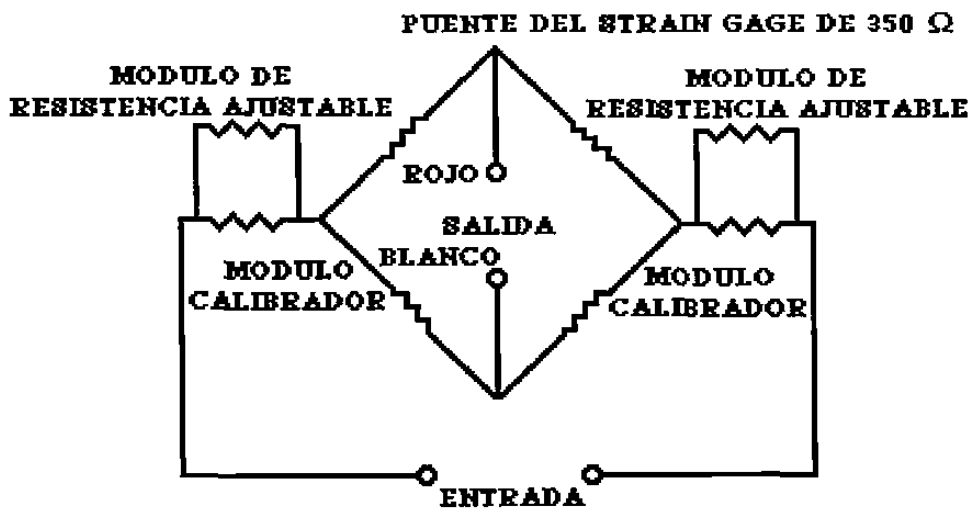 PUENTE DEL STRAIN GAGE DE 350 Ω
MODULO DE
RESISTENCIA AJUSTABLE
MODULO DE
RESISTENCIA AJUSTABLE
ROJO
SALIDA
BLANCO
MODULO
CALIBRADOR
MODULO
CALIBRADOR
ENTRADA